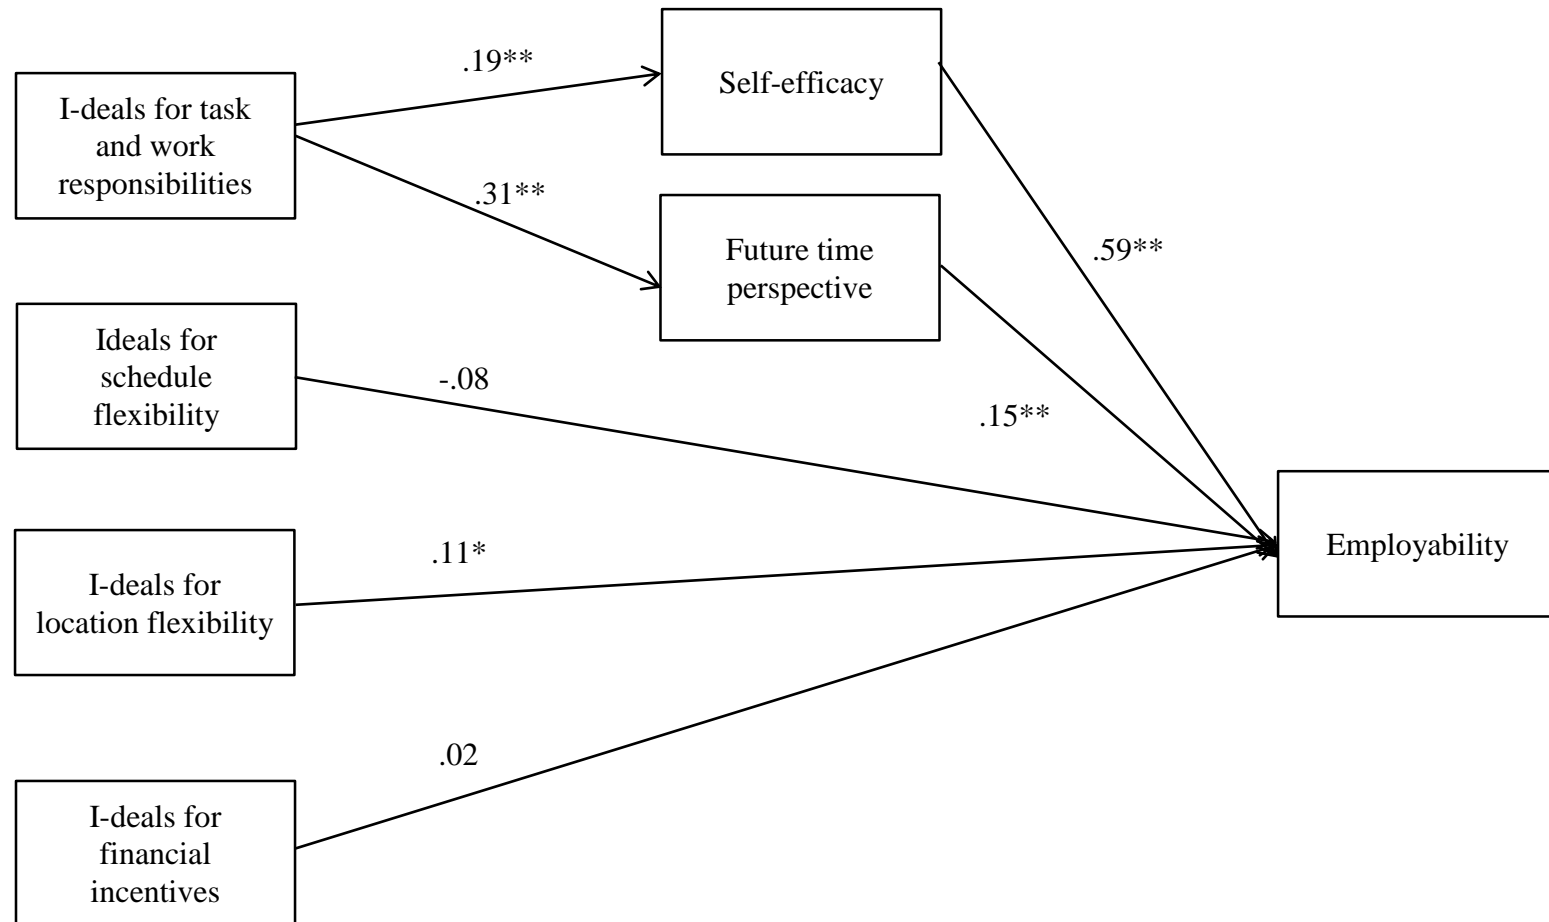 .19**
Self-efficacy
I-deals for task
and work
responsibilities
.31**
Future time
perspective
.59**
Ideals for
schedule
flexibility
-.08
.15**
I-deals for
location flexibility
.11*
Employability
.02
I-deals for
financial
incentives